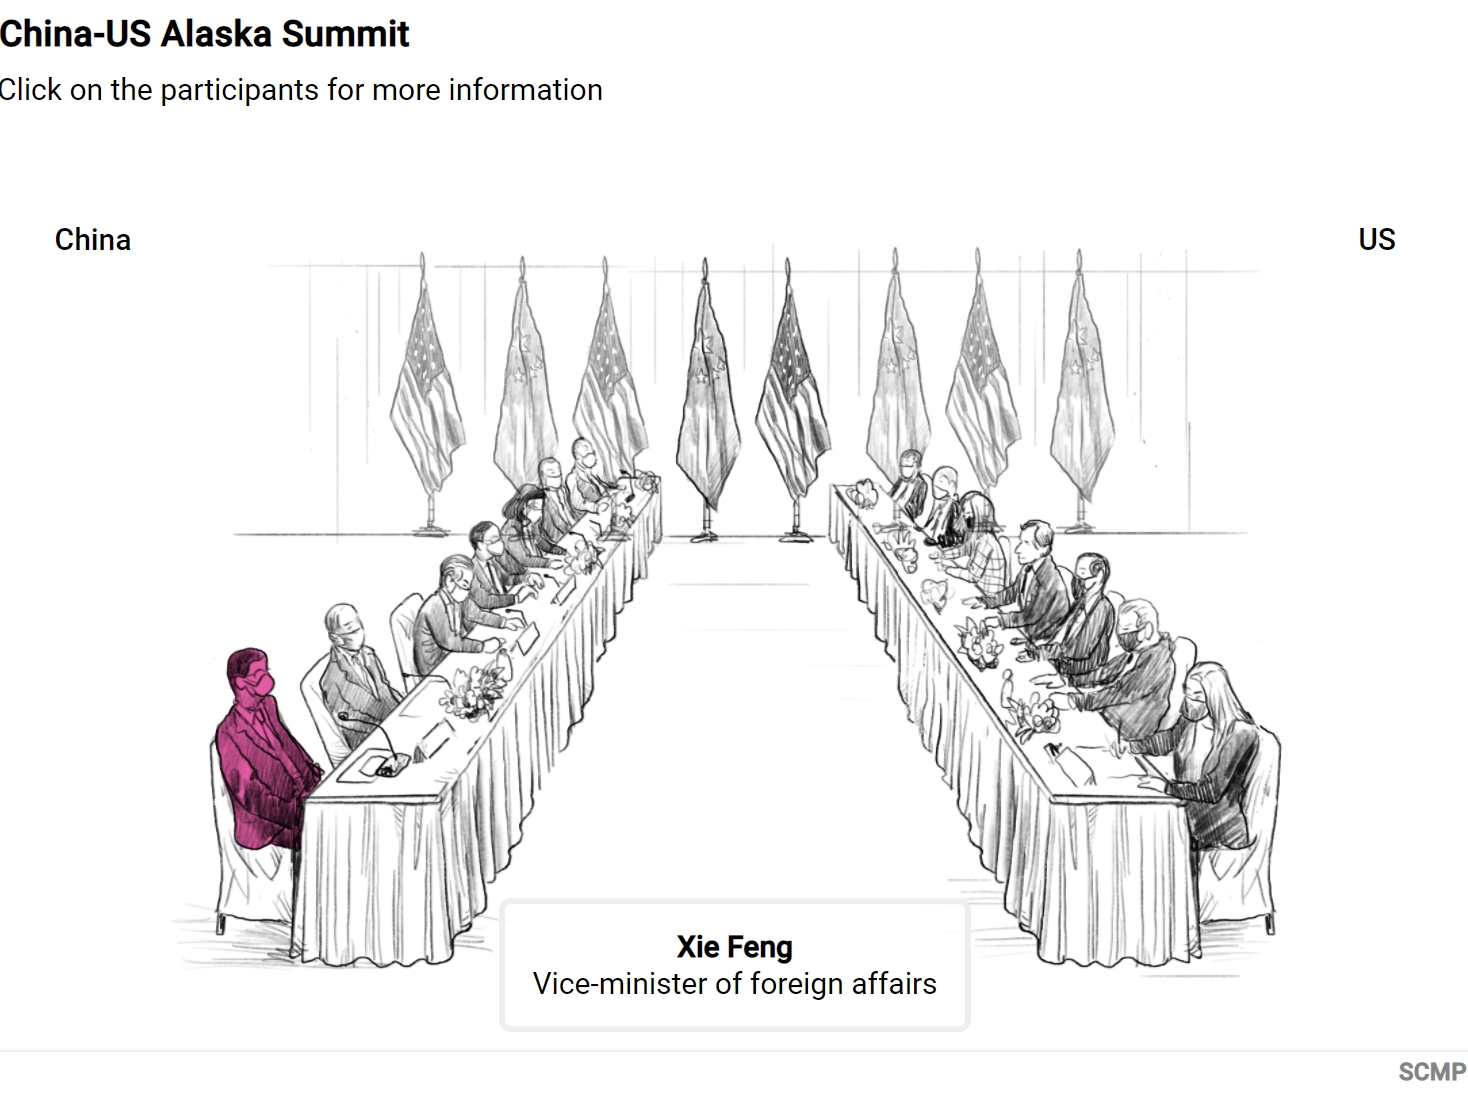 China-US Alaska Summit
Click on the participants for more information
China
US
Xie Feng
Vice-minister of foreign affairs
SCMP